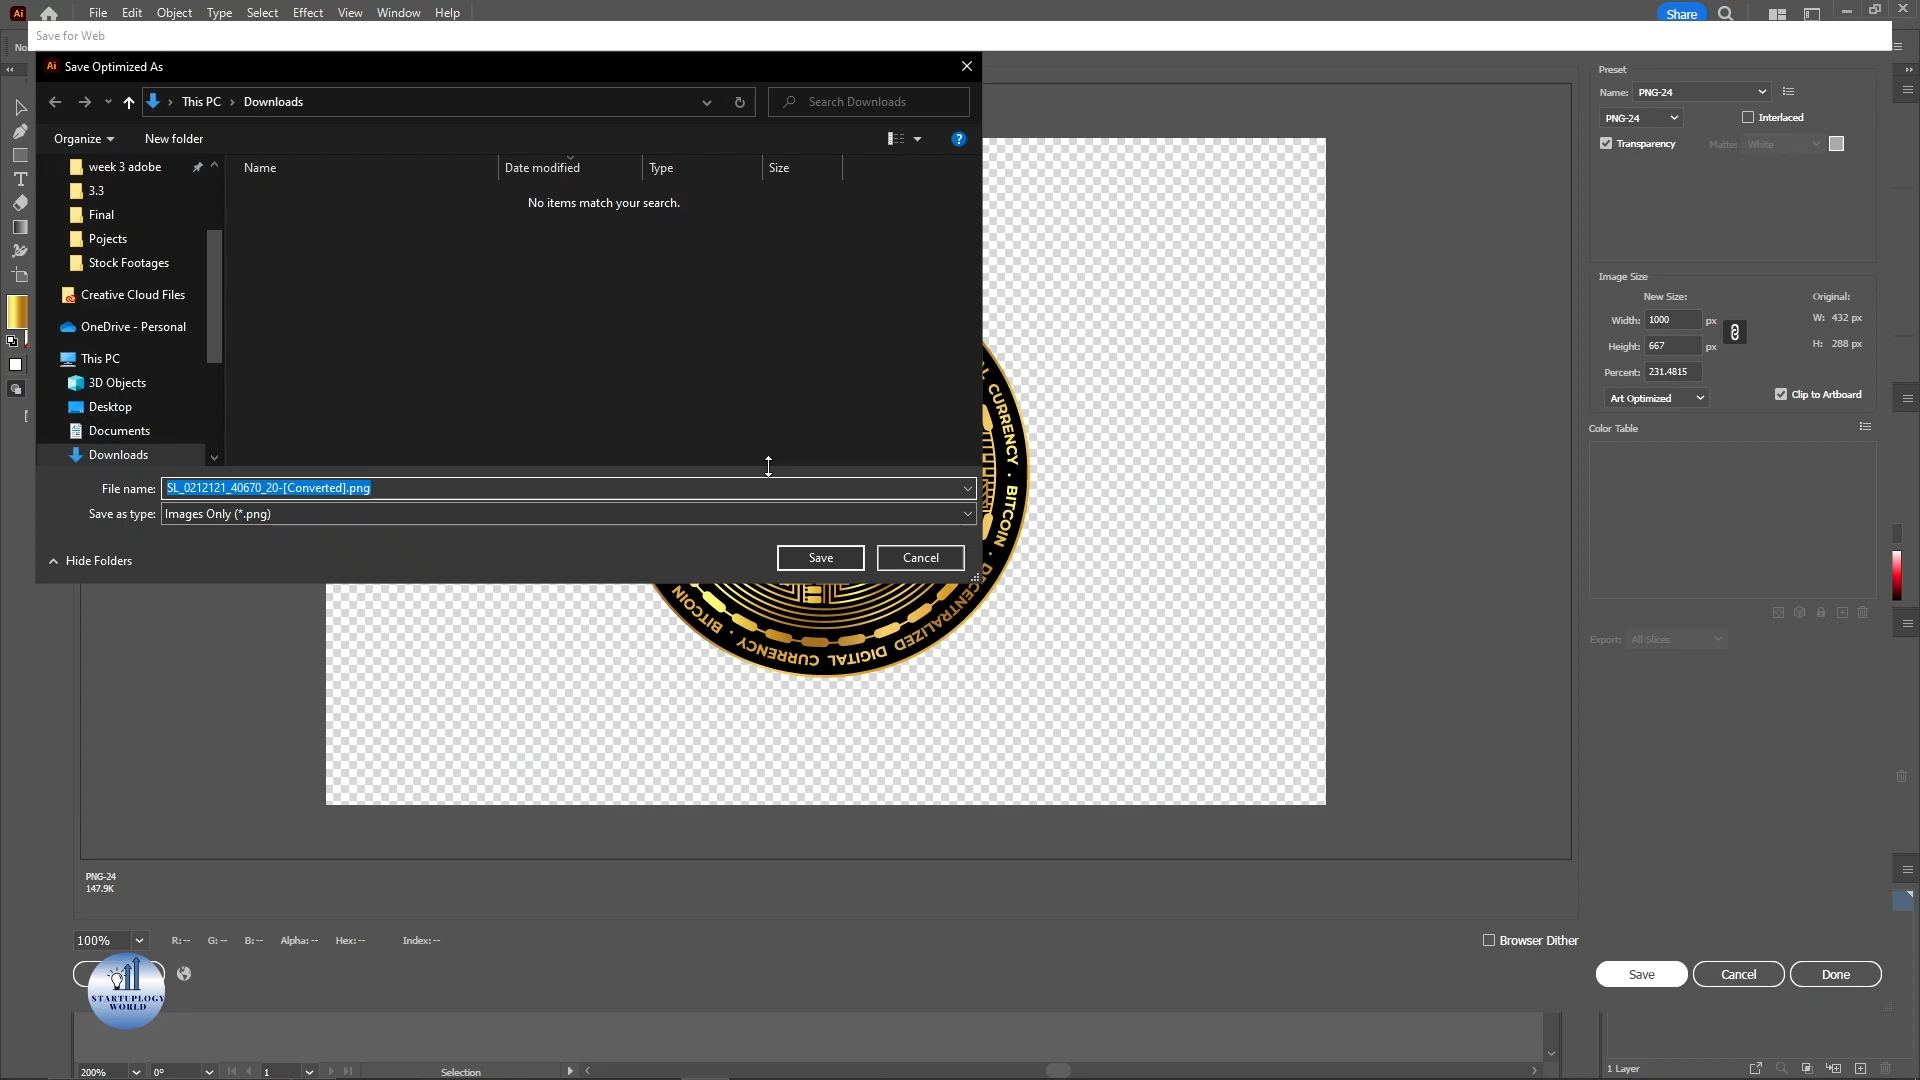 Ai File Edit Object Type Select Effect View Window Help Share
Save for Web
No
Ai Save Optimized As
This PC Downloads Search Downloads
Organize New folder
Name Date modified Type Size
No items match your search.
week 3 adobe
3.3
Final
Pojects
Stock Footages
Creative Cloud Files
OneDrive - Personal
This PC
3D Objects
Desktop
Documents
Downloads
File name: SL_0212121_40670_20-[Converted].png
Save as type: Images Only (*.png)
Hide Folders Save Cancel
CURRENCY · BITCOIN · DECENTRALIZED DIGITAL CURRENCY · BITCOIN
Preset
Name: PNG-24
PNG-24 Interlaced
Transparency Matte: White
Image Size
New Size: Original:
Width: 1000 px W: 432 px
Height: 667 px H: 288 px
Percent: 231.4815
Art Optimized Clip to Artboard
Color Table
Export: All Slices
PNG-24
147.9K
100% R: -- G: -- B: -- Alpha: -- Hex: -- Index: --
Browser Dither
STARTUPLOGY
WORLD
Save Cancel Done
200% 0° 1 Selection
1 Layer